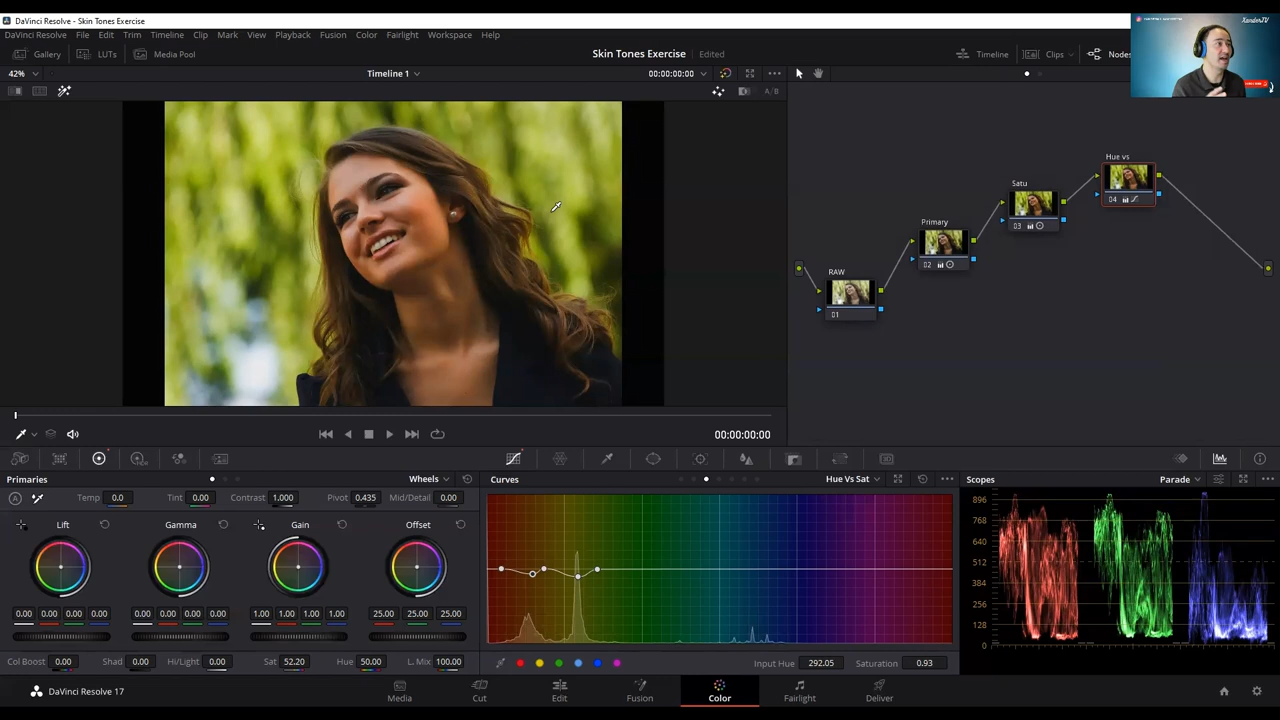 DaVinci Resolve - Skin Tones Exercise
DaVinci Resolve File Edit Trim Timeline Clip Mark View Playback Fusion Color Fairlight Workspace Help
XanderTV
Gallery LUTs Media Pool Skin Tones Exercise Edited Timeline Clips Nodes
42% Timeline 1 00:00:00:00
A/B
Hue vs
04
Satu
03
Primary
02
RAW
01
00:00:00:00
Primaries Wheels Curves Hue Vs Sat Scopes Parade
A Temp 0.0 Tint 0.00 Contrast 1.000 Pivot 0.435 Mid/Detail 0.00
Lift Gamma Gain Offset
0.00 0.00 0.00 0.00 0.00 0.00 0.00 0.00 1.00 1.00 1.00 1.00 25.00 25.00 25.00
Col Boost 0.00 Shad 0.00 Hi/Light 0.00 Sat 52.20 Hue 50.00 L. Mix 100.00
Input Hue 292.05 Saturation 0.93
896
768
640
512
384
256
128
0
DaVinci Resolve 17 Media Cut Edit Fusion Color Fairlight Deliver